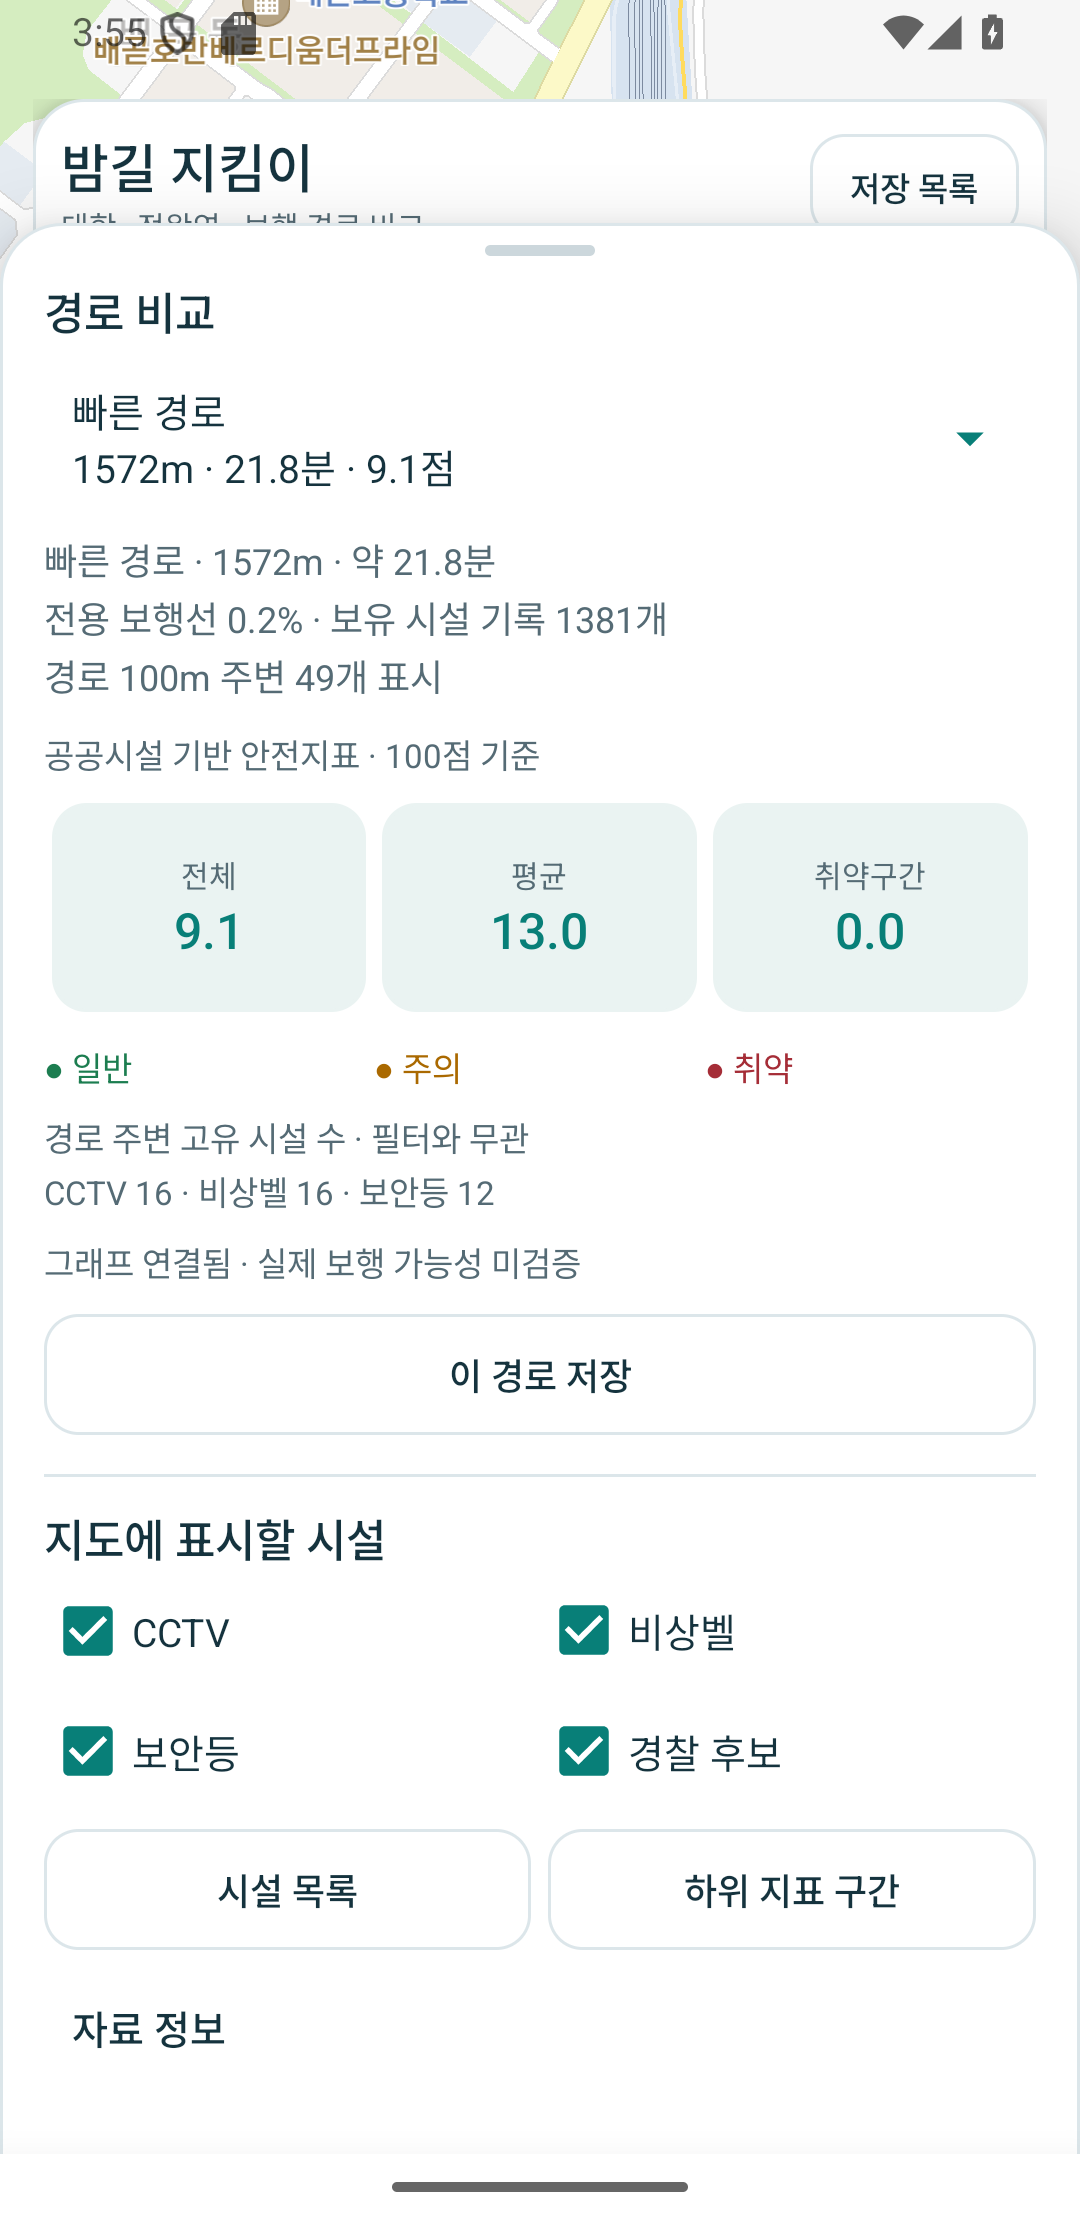 3:55
배곧호반베르디움더프라임
밤길 지킴이
저장 목록
경로 비교
빠른 경로
1572m · 21.8분 · 9.1점
빠른 경로 · 1572m · 약 21.8분
전용 보행선 0.2% · 보유 시설 기록 1381개
경로 100m 주변 49개 표시
공공시설 기반 안전지표 · 100점 기준
전체
평균
취약구간
9.1
13.0
0.0
● 일반
● 주의
● 취약
경로 주변 고유 시설 수 · 필터와 무관
CCTV 16 · 비상벨 16 · 보안등 12
그래프 연결됨 · 실제 보행 가능성 미검증
이 경로 저장
지도에 표시할 시설
CCTV
비상벨
보안등
경찰 후보
시설 목록
하위 지표 구간
자료 정보